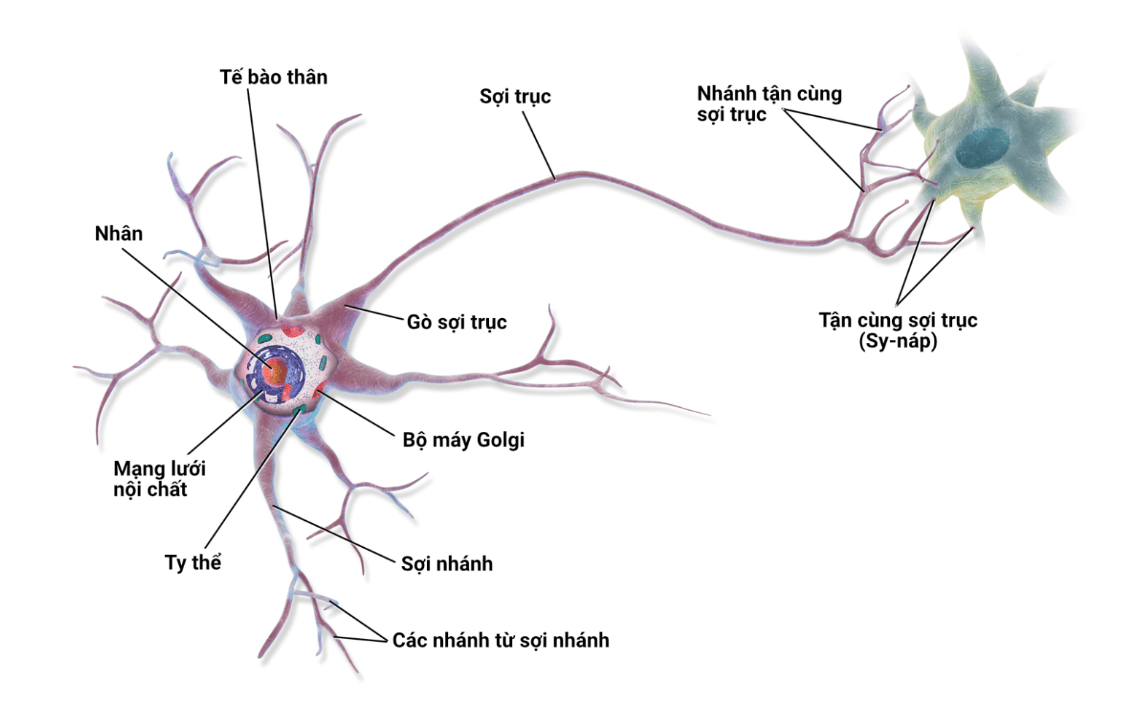 Tế bào thân
Sợi trục
Nhánh tận cùng
sợi trục
Nhân
Gò sợi trục
Tận cùng sợi trục
(Sy-náp)
Bộ máy Golgi
Mạng lưới
nội chất
Ty thể
Sợi nhánh
Các nhánh từ sợi nhánh